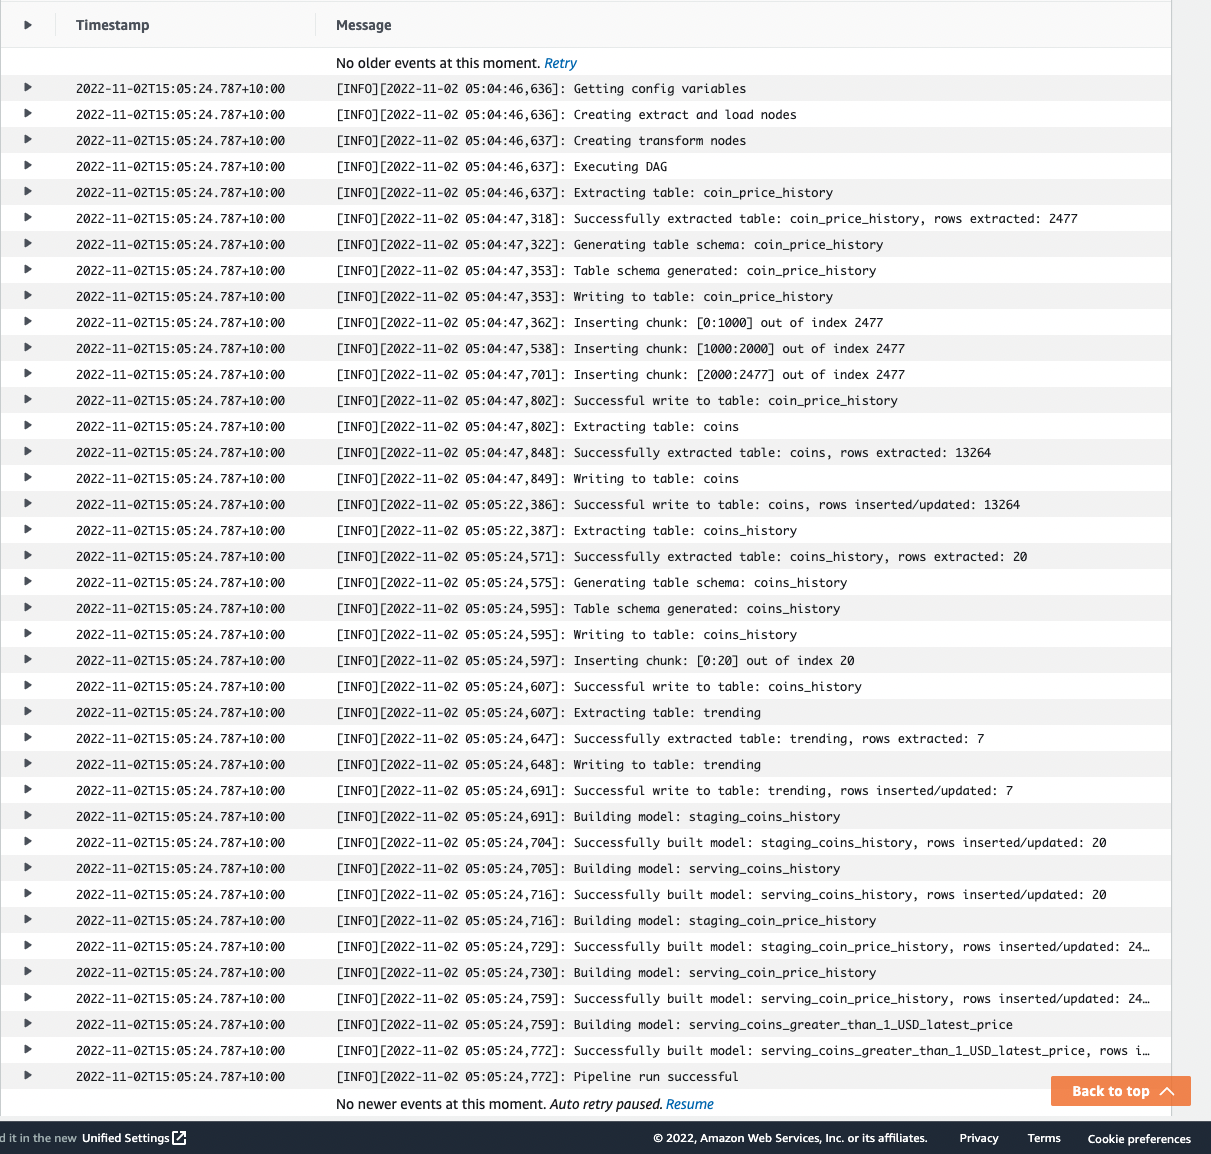 Timestamp Message
No older events at this moment. Retry
2022-11-02T15:05:24.787+10:00 [INFO][2022-11-02 05:04:46,636]: Getting config variables
2022-11-02T15:05:24.787+10:00 [INFO][2022-11-02 05:04:46,636]: Creating extract and load nodes
2022-11-02T15:05:24.787+10:00 [INFO][2022-11-02 05:04:46,637]: Creating transform nodes
2022-11-02T15:05:24.787+10:00 [INFO][2022-11-02 05:04:46,637]: Executing DAG
2022-11-02T15:05:24.787+10:00 [INFO][2022-11-02 05:04:46,637]: Extracting table: coin_price_history
2022-11-02T15:05:24.787+10:00 [INFO][2022-11-02 05:04:47,318]: Successfully extracted table: coin_price_history, rows extracted: 2477
2022-11-02T15:05:24.787+10:00 [INFO][2022-11-02 05:04:47,322]: Generating table schema: coin_price_history
2022-11-02T15:05:24.787+10:00 [INFO][2022-11-02 05:04:47,353]: Table schema generated: coin_price_history
2022-11-02T15:05:24.787+10:00 [INFO][2022-11-02 05:04:47,353]: Writing to table: coin_price_history
2022-11-02T15:05:24.787+10:00 [INFO][2022-11-02 05:04:47,362]: Inserting chunk: [0:1000] out of index 2477
2022-11-02T15:05:24.787+10:00 [INFO][2022-11-02 05:04:47,538]: Inserting chunk: [1000:2000] out of index 2477
2022-11-02T15:05:24.787+10:00 [INFO][2022-11-02 05:04:47,701]: Inserting chunk: [2000:2477] out of index 2477
2022-11-02T15:05:24.787+10:00 [INFO][2022-11-02 05:04:47,802]: Successful write to table: coin_price_history
2022-11-02T15:05:24.787+10:00 [INFO][2022-11-02 05:04:47,802]: Extracting table: coins
2022-11-02T15:05:24.787+10:00 [INFO][2022-11-02 05:04:47,848]: Successfully extracted table: coins, rows extracted: 13264
2022-11-02T15:05:24.787+10:00 [INFO][2022-11-02 05:04:47,849]: Writing to table: coins
2022-11-02T15:05:24.787+10:00 [INFO][2022-11-02 05:05:22,386]: Successful write to table: coins, rows inserted/updated: 13264
2022-11-02T15:05:24.787+10:00 [INFO][2022-11-02 05:05:22,387]: Extracting table: coins_history
2022-11-02T15:05:24.787+10:00 [INFO][2022-11-02 05:05:24,571]: Successfully extracted table: coins_history, rows extracted: 20
2022-11-02T15:05:24.787+10:00 [INFO][2022-11-02 05:05:24,575]: Generating table schema: coins_history
2022-11-02T15:05:24.787+10:00 [INFO][2022-11-02 05:05:24,595]: Table schema generated: coins_history
2022-11-02T15:05:24.787+10:00 [INFO][2022-11-02 05:05:24,595]: Writing to table: coins_history
2022-11-02T15:05:24.787+10:00 [INFO][2022-11-02 05:05:24,597]: Inserting chunk: [0:20] out of index 20
2022-11-02T15:05:24.787+10:00 [INFO][2022-11-02 05:05:24,607]: Successful write to table: coins_history
2022-11-02T15:05:24.787+10:00 [INFO][2022-11-02 05:05:24,607]: Extracting table: trending
2022-11-02T15:05:24.787+10:00 [INFO][2022-11-02 05:05:24,647]: Successfully extracted table: trending, rows extracted: 7
2022-11-02T15:05:24.787+10:00 [INFO][2022-11-02 05:05:24,648]: Writing to table: trending
2022-11-02T15:05:24.787+10:00 [INFO][2022-11-02 05:05:24,691]: Successful write to table: trending, rows inserted/updated: 7
2022-11-02T15:05:24.787+10:00 [INFO][2022-11-02 05:05:24,691]: Building model: staging_coins_history
2022-11-02T15:05:24.787+10:00 [INFO][2022-11-02 05:05:24,704]: Successfully built model: staging_coins_history, rows inserted/updated: 20
2022-11-02T15:05:24.787+10:00 [INFO][2022-11-02 05:05:24,705]: Building model: serving_coins_history
2022-11-02T15:05:24.787+10:00 [INFO][2022-11-02 05:05:24,716]: Successfully built model: serving_coins_history, rows inserted/updated: 20
2022-11-02T15:05:24.787+10:00 [INFO][2022-11-02 05:05:24,716]: Building model: staging_coin_price_history
2022-11-02T15:05:24.787+10:00 [INFO][2022-11-02 05:05:24,729]: Successfully built model: staging_coin_price_history, rows inserted/updated: 24…
2022-11-02T15:05:24.787+10:00 [INFO][2022-11-02 05:05:24,730]: Building model: serving_coin_price_history
2022-11-02T15:05:24.787+10:00 [INFO][2022-11-02 05:05:24,759]: Successfully built model: serving_coin_price_history, rows inserted/updated: 24…
2022-11-02T15:05:24.787+10:00 [INFO][2022-11-02 05:05:24,759]: Building model: serving_coins_greater_than_1_USD_latest_price
2022-11-02T15:05:24.787+10:00 [INFO][2022-11-02 05:05:24,772]: Successfully built model: serving_coins_greater_than_1_USD_latest_price, rows i…
2022-11-02T15:05:24.787+10:00 [INFO][2022-11-02 05:05:24,772]: Pipeline run successful
Back to top
No newer events at this moment. Auto retry paused. Resume
d it in the new Unified Settings © 2022, Amazon Web Services, Inc. or its affiliates. Privacy Terms Cookie preferences